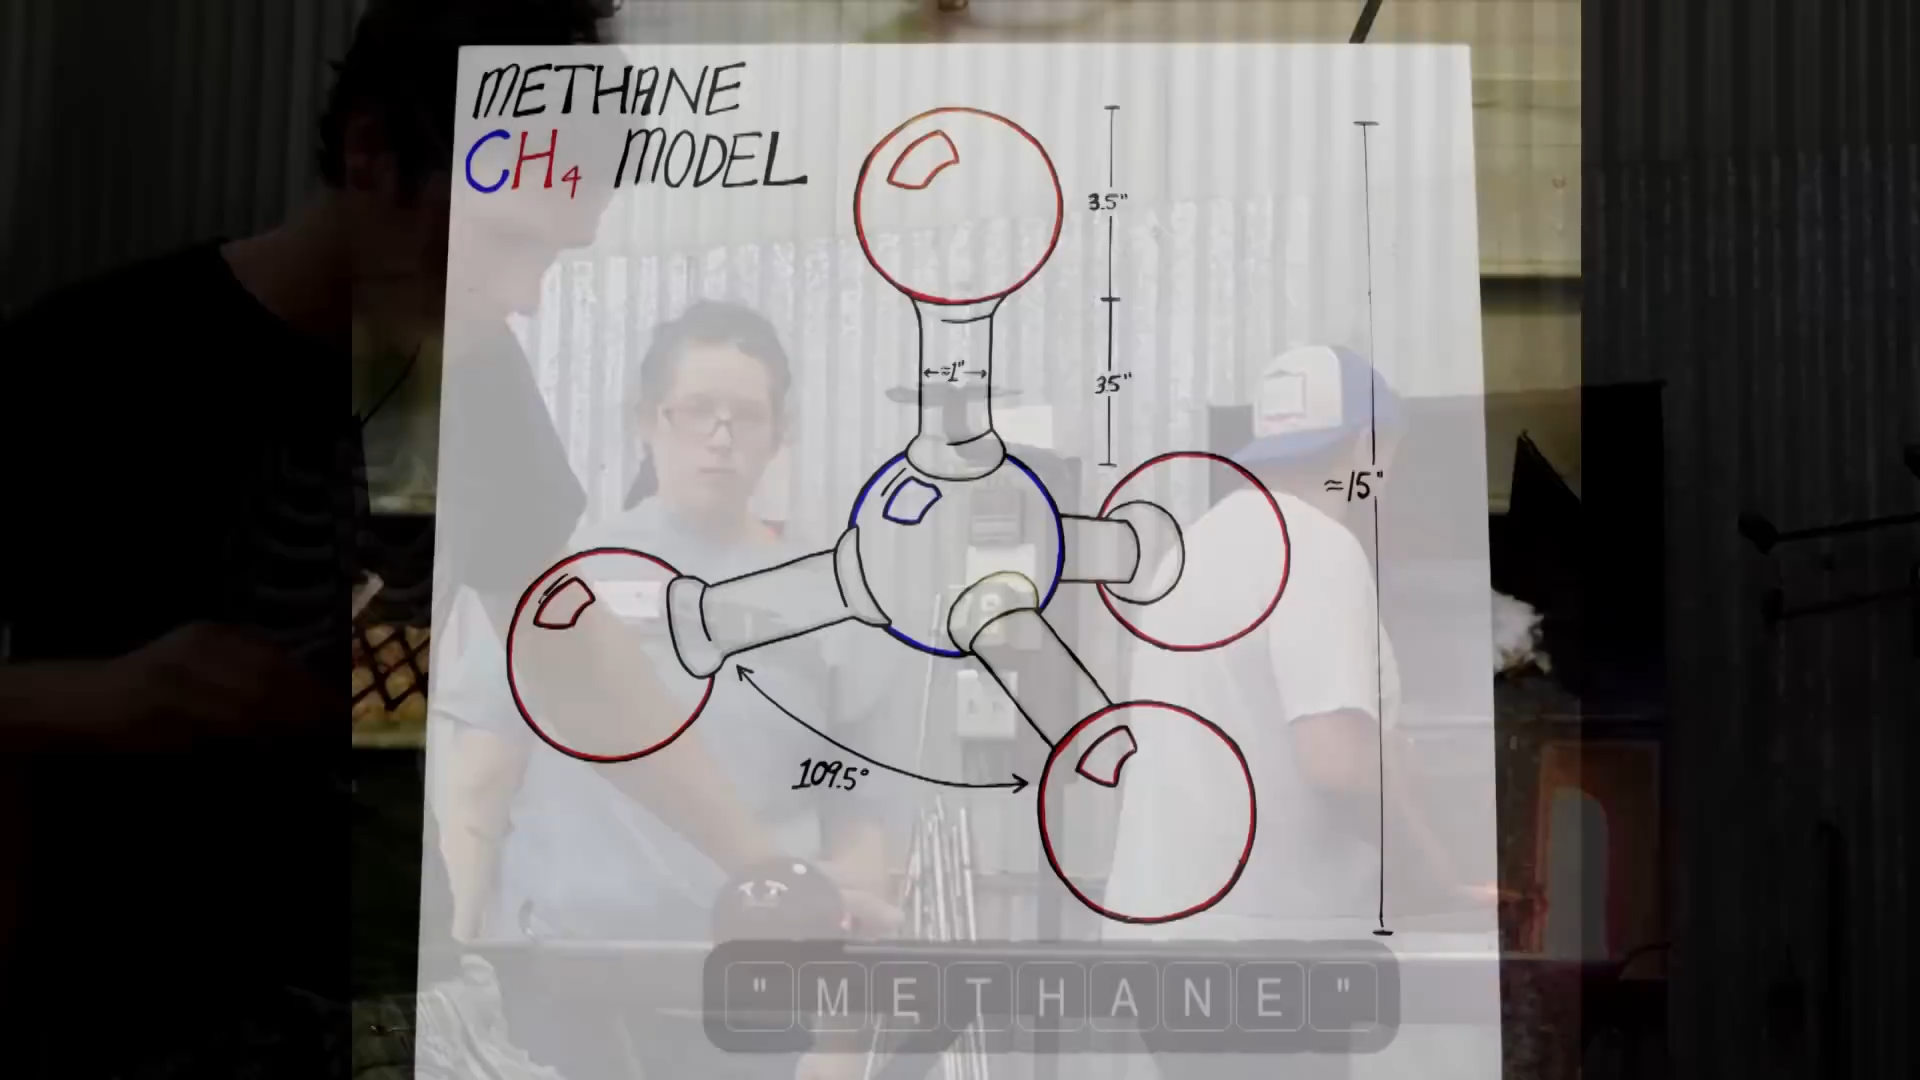 METHANE
CH4 MODEL
3.5"
≈1"
3.5"
≈15"
109.5°
"METHANE"